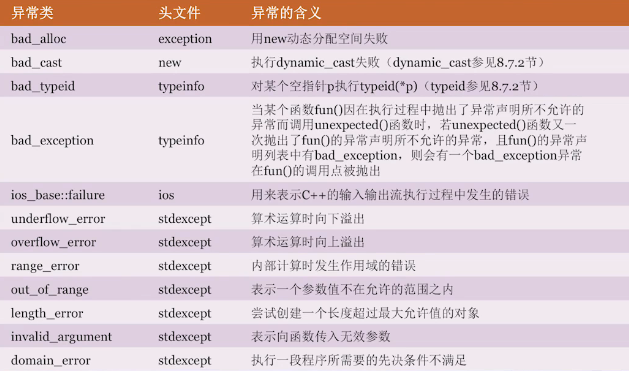 异常类 头文件 异常的含义
bad_alloc exception 用new动态分配空间失败
bad_cast new 执行dynamic_cast失败（dynamic_cast参见8.7.2节）
bad_typeid typeinfo 对某个空指针p执行typeid(*p)（typeid参见8.7.2节）
bad_exception typeinfo 当某个函数fun()因在执行过程中抛出了异常声明所不允许的
异常而调用unexpected()函数时，若unexpected()函数又一
次抛出了fun()的异常声明所不允许的异常，且fun()的异常声
明列表中有bad_exception，则会有一个bad_exception异常
在fun()的调用点被抛出
ios_base::failure ios 用来表示C++的输入输出流执行过程中发生的错误
underflow_error stdexcept 算术运算时向下溢出
overflow_error stdexcept 算术运算时向上溢出
range_error stdexcept 内部计算时发生作用域的错误
out_of_range stdexcept 表示一个参数值不在允许的范围之内
length_error stdexcept 尝试创建一个长度超过最大允许值的对象
invalid_argument stdexcept 表示向函数传入无效参数
domain_error stdexcept 执行一段程序所需要的先决条件不满足